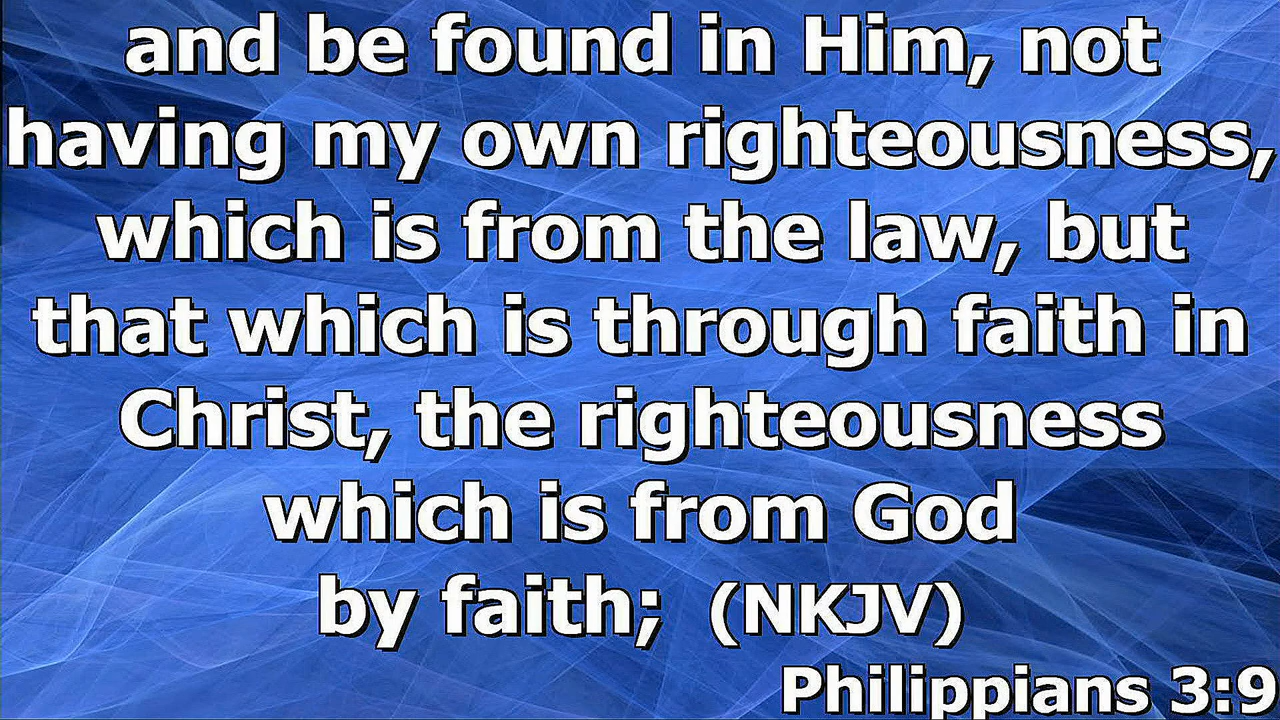 and be found in Him, not
having my own righteousness,
which is from the law, but
that which is through faith in
Christ, the righteousness
which is from God
by faith; (NKJV)
Philippians 3:9